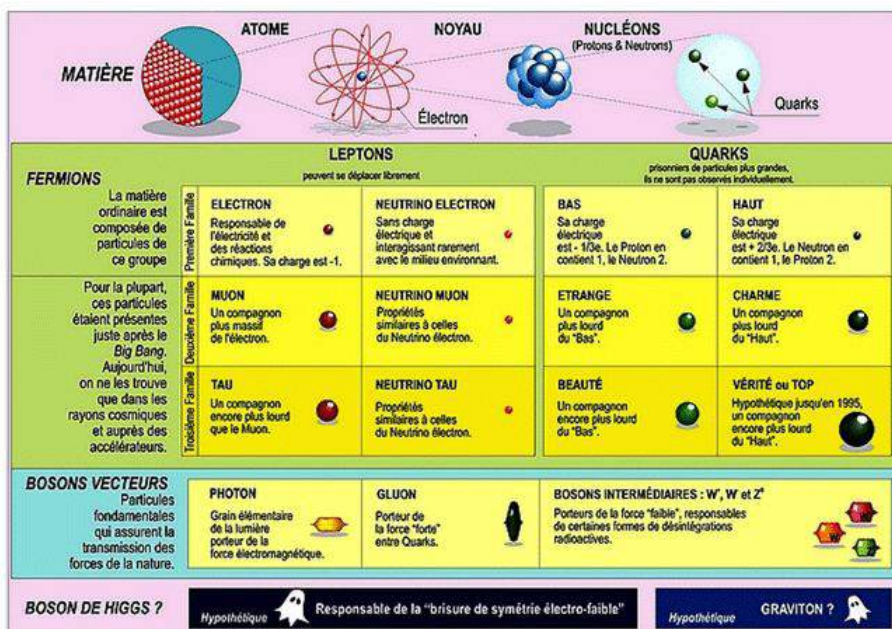 ATOME
NOYAU
NUCLÉONS
(Protons & Neutrons)
MATIÈRE
Électron
Quarks
LEPTONS
peuvent se déplacer librement
QUARKS
prisonniers de particules plus grandes,
ils ne sont pas observés individuellement.
FERMIONS
La matière
ordinaire est
composée de
particules de
ce groupe
Première Famille
ELECTRON
Responsable de
l'électricité et
des réactions
chimiques. Sa charge est -1.
NEUTRINO ELECTRON
Sans charge
électrique et
interagissant rarement
avec le milieu environnant.
BAS
Sa charge
électrique
est - 1/3e. Le Proton en
contient 1, le Neutron 2.
HAUT
Sa charge
électrique
est + 2/3e. Le Neutron en
contient 1, le Proton 2.
Pour la plupart,
ces particules
étaient présentes
juste après le
Big Bang.
Aujourd'hui,
on ne les trouve
que dans les
rayons cosmiques
et auprès des
accélérateurs.
Deuxième Famille
MUON
Un compagnon
plus massif
de l'électron.
NEUTRINO MUON
Propriétés
similaires à celles
du Neutrino électron.
ETRANGE
Un compagnon
plus lourd
du "Bas".
CHARME
Un compagnon
plus lourd
du "Haut".
Troisième Famille
TAU
Un compagnon
encore plus lourd
que le Muon.
NEUTRINO TAU
Propriétés
similaires à celles
du Neutrino électron.
BEAUTÉ
Un compagnon
encore plus lourd
du "Bas".
VÉRITÉ ou TOP
Hypothétique jusqu'en 1995,
un compagnon
encore plus lourd
du "Haut".
BOSONS VECTEURS
Particules
fondamentales
qui assurent la
transmission des
forces de la nature.
PHOTON
Grain élémentaire
de la lumière
porteur de la
force électromagnétique.
GLUON
Porteur de
la force "forte"
entre Quarks.
BOSONS INTERMÉDIAIRES : W⁺, W⁻ et Z⁰
Porteurs de la force "faible", responsables
de certaines formes de désintégrations
radioactives.
BOSON DE HIGGS ?
Hypothétique
Responsable de la "brisure de symétrie électro-faible"
Hypothétique
GRAVITON ?